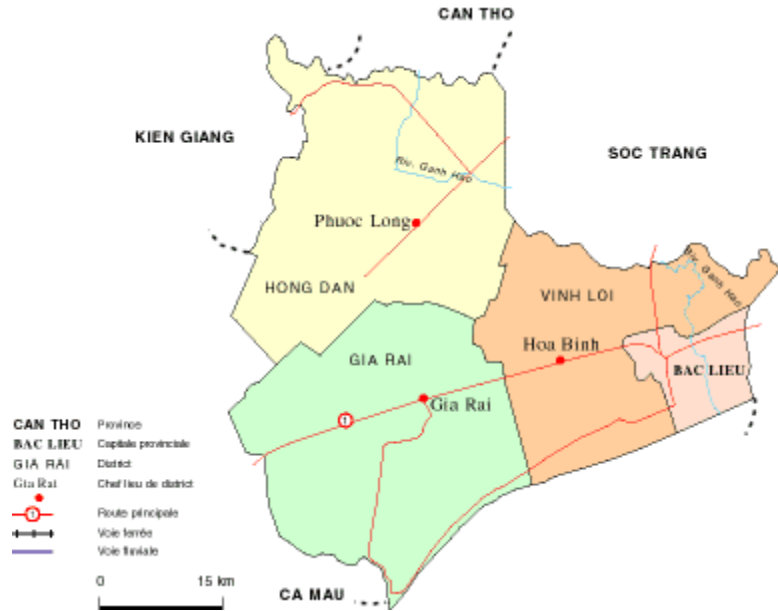 CAN THO
KIEN GIANG
SOC TRANG
Riv. Ganh Hao
Phuoc Long
HONG DAN
VINH LOI
Riv. Ganh Hao
Hoa Binh
GIA RAI
BAC LIEU
Gia Rai
1
CAN THO Province
BAC LIEU Capitale provinciale
GIA RAI District
Gia Rai Chef lieu de district
1 Route principale
Voie ferrée
Voie fluviale
0 15 km
CA MAU